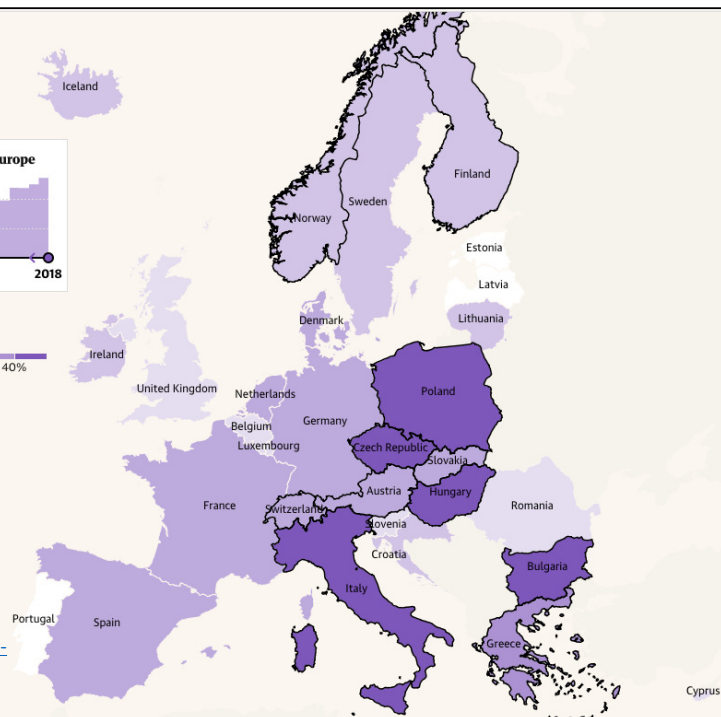 Iceland
urope
Finland
Sweden
Norway
Estonia
2018
Latvia
Denmark
Lithuania
Ireland
40%
United Kingdom
Netherlands
Poland
Belgium
Germany
Luxembourg
Czech Republic
Slovakia
Austria
Hungary
France
Switzerland
Romania
Slovenia
Croatia
Bulgaria
Italy
Portugal
Spain
Greece
Cyprus